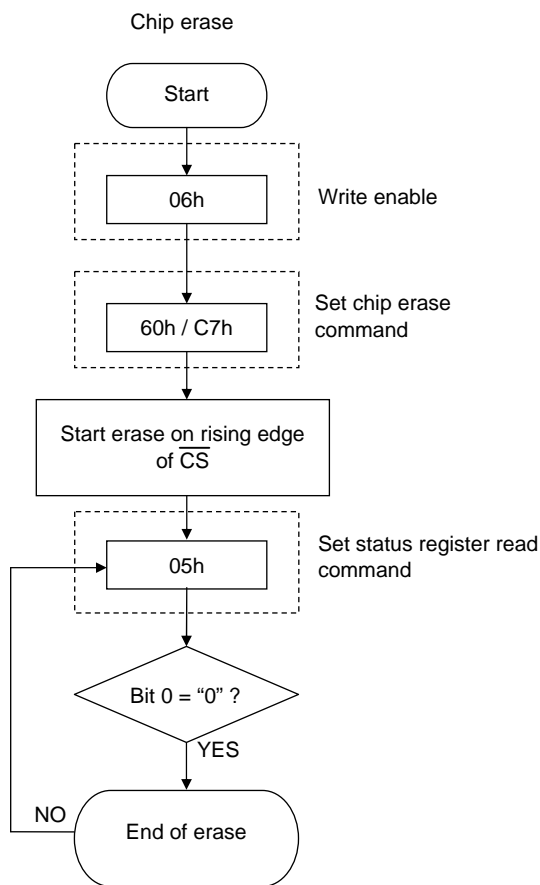 Chip erase
Start
06h
Write enable
60h / C7h
Set chip erase
command
Start erase on rising edge
of C̅S̅
05h
Set status register read
command
Bit 0 = “0” ?
YES
NO
End of erase